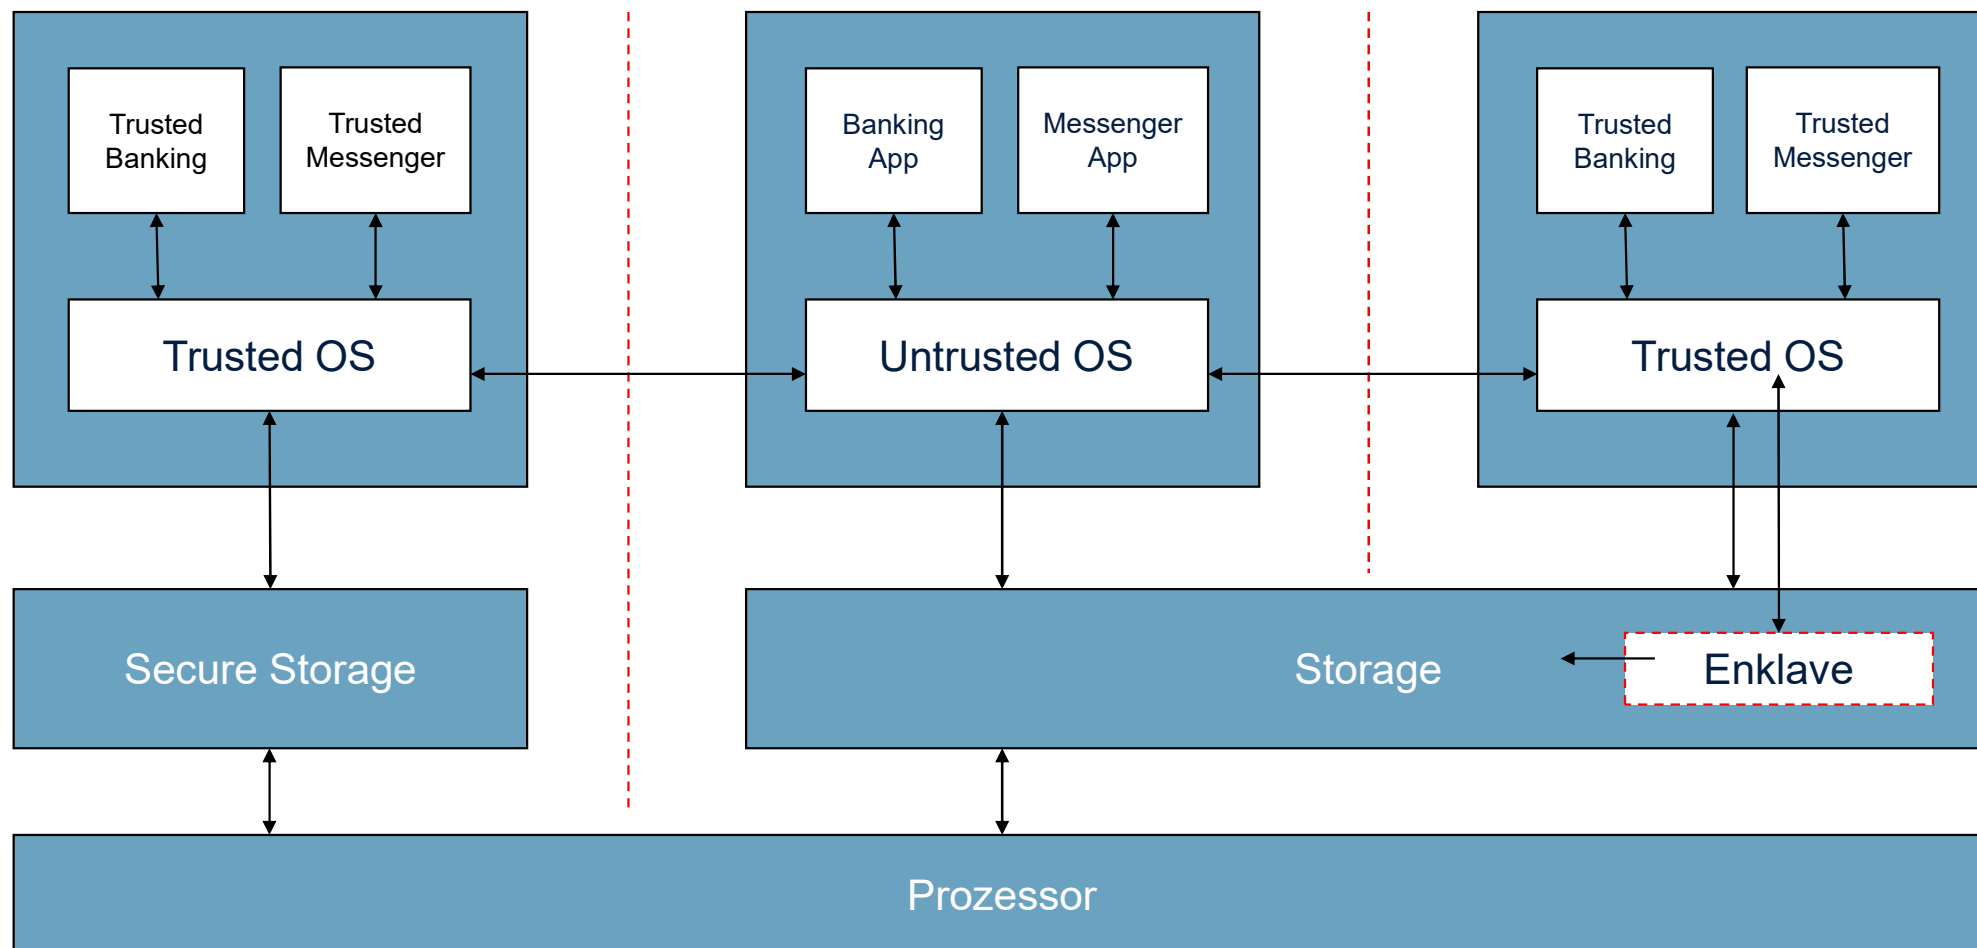 Trusted
Banking
Trusted
Messenger
Banking
App
Messenger
App
Trusted
Banking
Trusted
Messenger
Trusted OS
Untrusted OS
Trusted OS
Secure Storage
Storage
Enklave
Prozessor